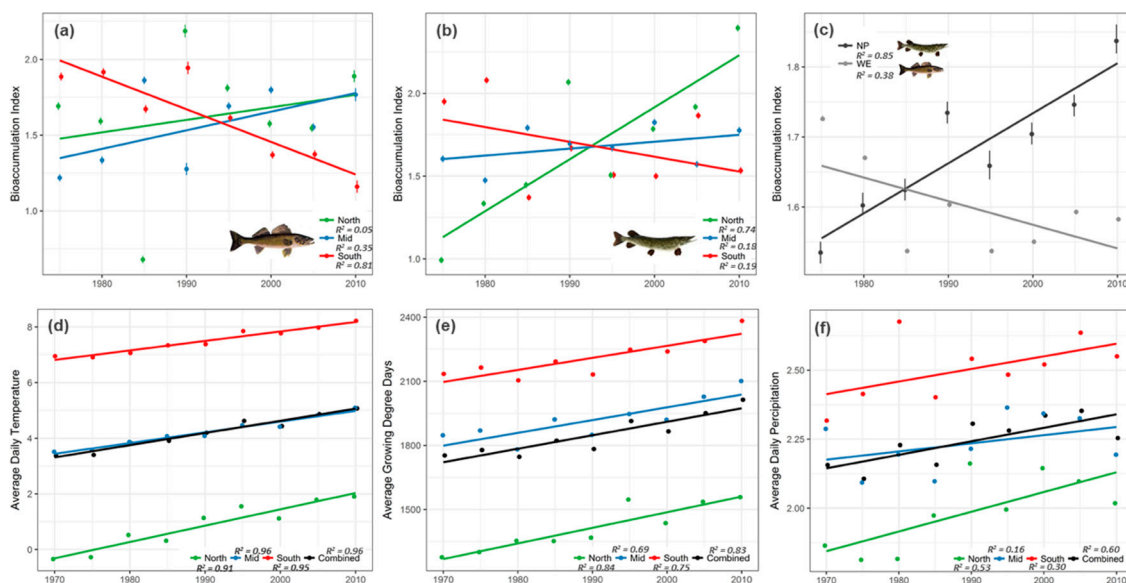 (a)
Bioaccumulation Index
2.0
1.5
1.0
1980
1990
2000
2010
North
R² = 0.05
Mid
R² = 0.35
South
R² = 0.81
(b)
Bioaccumulation Index
2.0
1.5
1.0
1980
1990
2000
2010
North
R² = 0.74
Mid
R² = 0.18
South
R² = 0.19
(c)
Bioaccumulation Index
1.8
1.7
1.6
1980
1990
2000
2010
NP
R² = 0.85
WE
R² = 0.38
(d)
Average Daily Temperature
8
6
4
2
0
1970
1980
1990
2000
2010
North
R² = 0.91
Mid
R² = 0.96
South
R² = 0.95
Combined
R² = 0.96
(e)
Average Growing Degree Days
2400
2100
1800
1500
1970
1980
1990
2000
2010
North
R² = 0.84
Mid
R² = 0.69
South
R² = 0.75
Combined
R² = 0.83
(f)
Average Daily Percipitation
2.50
2.25
2.00
1970
1980
1990
2000
2010
North
R² = 0.53
Mid
R² = 0.16
South
R² = 0.30
Combined
R² = 0.60